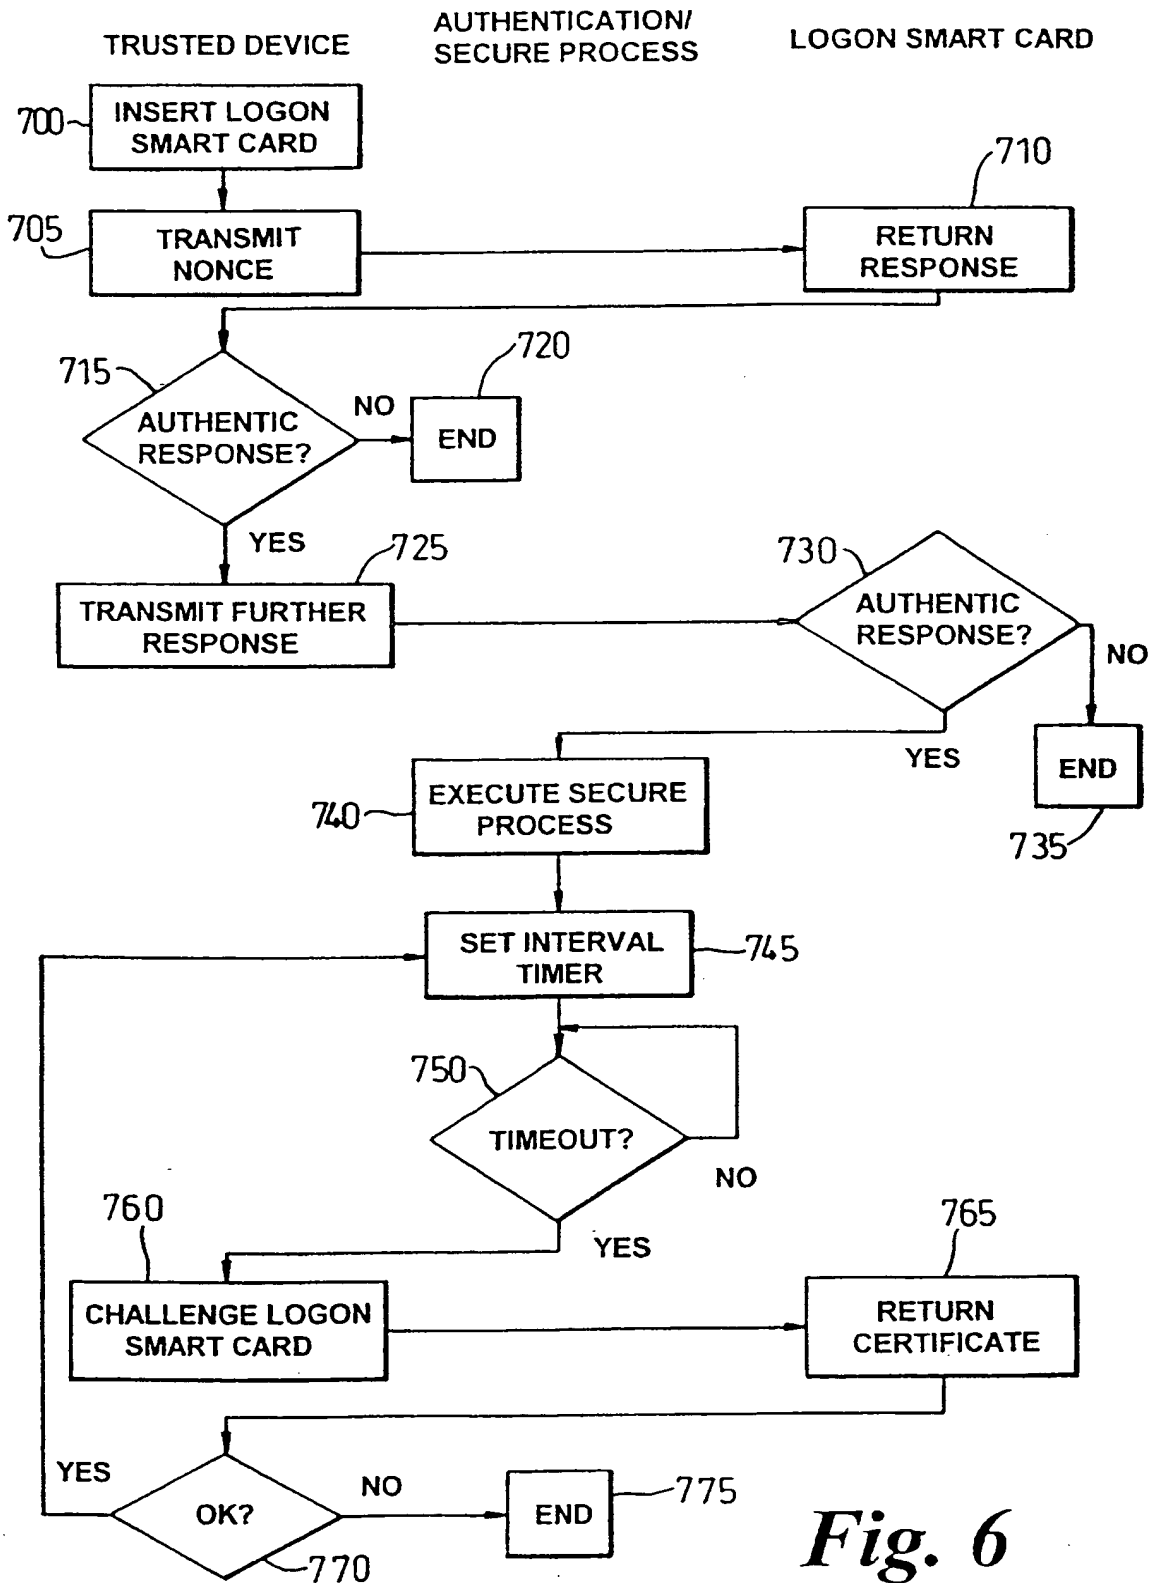 TRUSTED DEVICE
AUTHENTICATION/
SECURE PROCESS
LOGON SMART CARD
700
INSERT LOGON
SMART CARD
705
TRANSMIT
NONCE
710
RETURN
RESPONSE
715
AUTHENTIC
RESPONSE?
NO
720
END
YES
725
TRANSMIT FURTHER
RESPONSE
730
AUTHENTIC
RESPONSE?
NO
YES
END
735
740
EXECUTE SECURE
PROCESS
SET INTERVAL
TIMER
745
750
TIMEOUT?
NO
YES
760
CHALLENGE LOGON
SMART CARD
765
RETURN
CERTIFICATE
YES
OK?
NO
770
END
775
Fig. 6